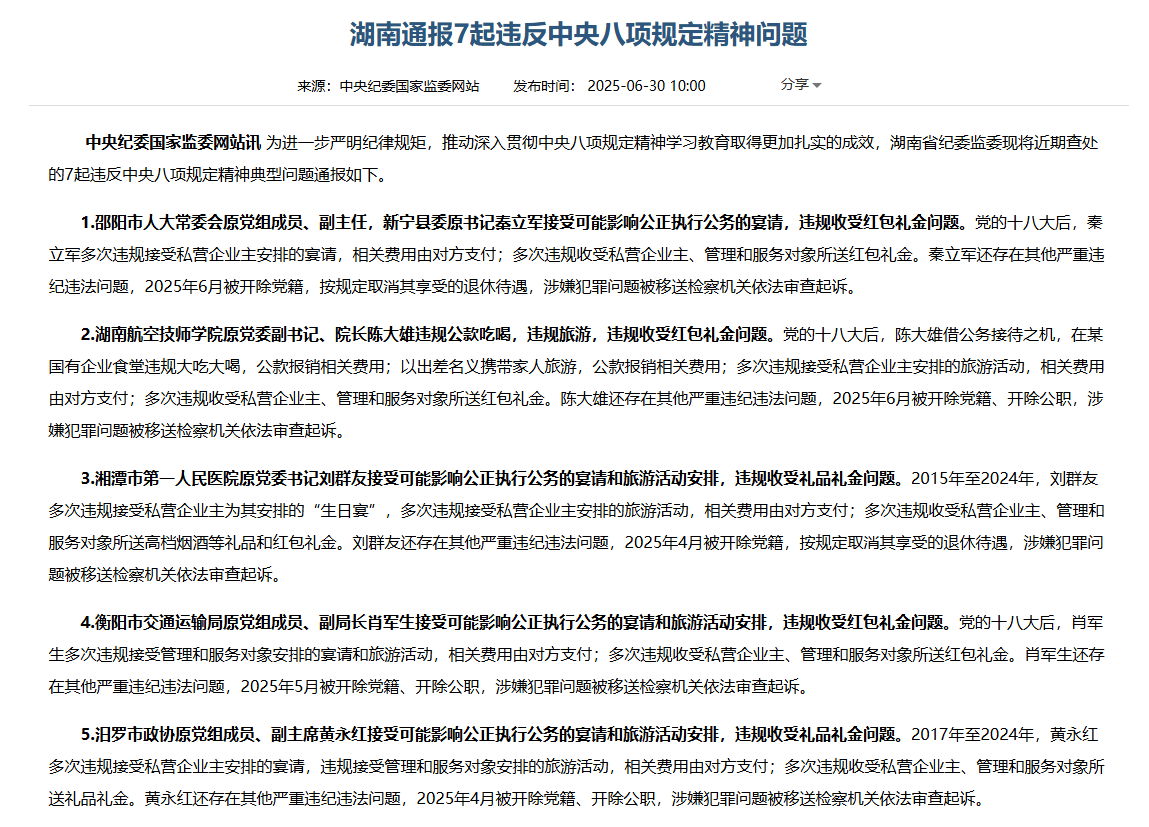 湖南通报7起违反中央八项规定精神问题
来源：中央纪委国家监委网站 发布时间： 2025-06-30 10:00 分享
中央纪委国家监委网站讯 为进一步严明纪律规矩，推动深入贯彻中央八项规定精神学习教育取得更加扎实的成效，湖南省纪委监委现将近期查处
的7起违反中央八项规定精神典型问题通报如下。
1.邵阳市人大常委会原党组成员、副主任，新宁县委原书记秦立军接受可能影响公正执行公务的宴请，违规收受红包礼金问题。党的十八大后，秦
立军多次违规接受私营企业主安排的宴请，相关费用由对方支付；多次违规收受私营企业主、管理和服务对象所送红包礼金。秦立军还存在其他严重违
纪违法问题，2025年6月被开除党籍，按规定取消其享受的退休待遇，涉嫌犯罪问题被移送检察机关依法审查起诉。
2.湖南航空技师学院原党委副书记、院长陈大雄违规公款吃喝，违规旅游，违规收受红包礼金问题。党的十八大后，陈大雄借公务接待之机，在某
国有企业食堂违规大吃大喝，公款报销相关费用；以出差名义携带家人旅游，公款报销相关费用；多次违规接受私营企业主安排的旅游活动，相关费用
由对方支付；多次违规收受私营企业主、管理和服务对象所送红包礼金。陈大雄还存在其他严重违纪违法问题，2025年6月被开除党籍、开除公职，涉
嫌犯罪问题被移送检察机关依法审查起诉。
3.湘潭市第一人民医院原党委书记刘群友接受可能影响公正执行公务的宴请和旅游活动安排，违规收受礼品礼金问题。2015年至2024年，刘群友
多次违规接受私营企业主为其安排的“生日宴”，多次违规接受私营企业主安排的旅游活动，相关费用由对方支付；多次违规收受私营企业主、管理和
服务对象所送高档烟酒等礼品和红包礼金。刘群友还存在其他严重违纪违法问题，2025年4月被开除党籍，按规定取消其享受的退休待遇，涉嫌犯罪问
题被移送检察机关依法审查起诉。
4.衡阳市交通运输局原党组成员、副局长肖军生接受可能影响公正执行公务的宴请和旅游活动安排，违规收受红包礼金问题。党的十八大后，肖军
生多次违规接受管理和服务对象安排的宴请和旅游活动，相关费用由对方支付；多次违规收受私营企业主、管理和服务对象所送红包礼金。肖军生还存
在其他严重违纪违法问题，2025年5月被开除党籍、开除公职，涉嫌犯罪问题被移送检察机关依法审查起诉。
5.汨罗市政协原党组成员、副主席黄永红接受可能影响公正执行公务的宴请和旅游活动安排，违规收受礼品礼金问题。2017年至2024年，黄永红
多次违规接受私营企业主安排的宴请，违规接受管理和服务对象安排的旅游活动，相关费用由对方支付；多次违规收受私营企业主、管理和服务对象所
送礼品礼金。黄永红还存在其他严重违纪违法问题，2025年4月被开除党籍、开除公职，涉嫌犯罪问题被移送检察机关依法审查起诉。